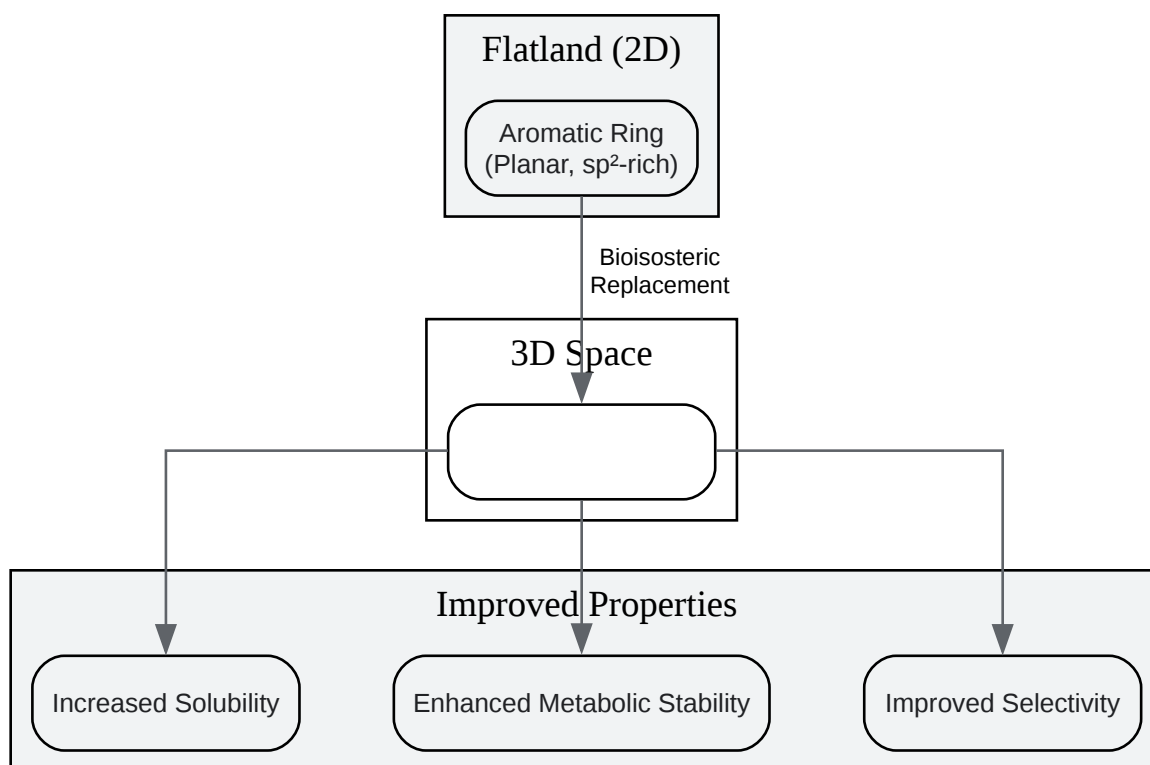 Flatland (2D)
Aromatic Ring
(Planar, sp²-rich)
Bioisosteric
Replacement
3D Space
Improved Properties
Increased Solubility
Enhanced Metabolic Stability
Improved Selectivity